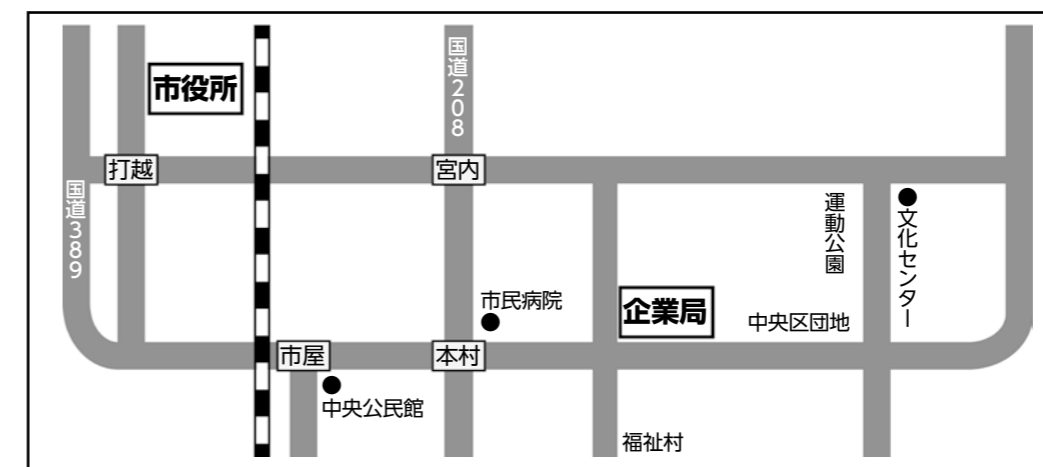 市役所
国道208
打越
宮内
国道389
運動公園
文化センター
市民病院
企業局
中央区団地
市屋
本村
中央公民館
福祉村